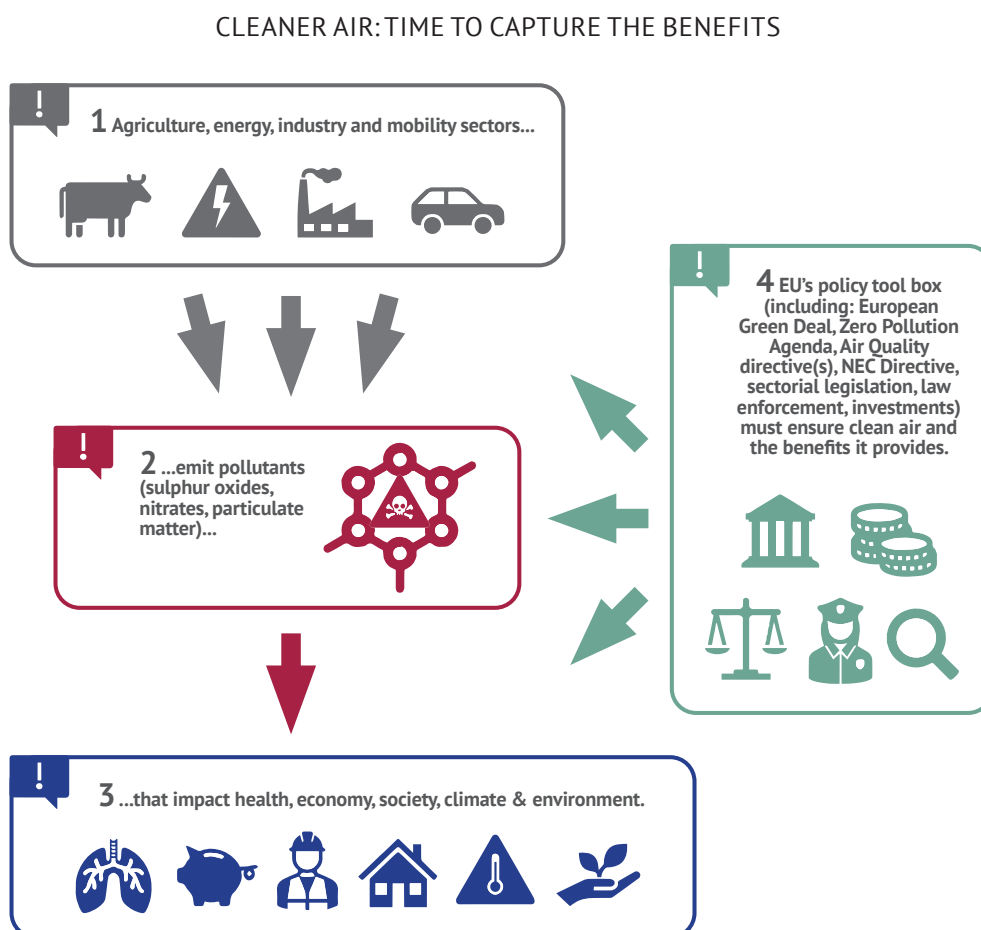 CLEANER AIR: TIME TO CAPTURE THE BENEFITS
!
1 Agriculture, energy, industry and mobility sectors...
!
4 EU's policy tool box
(including: European
Green Deal, Zero Pollution
Agenda, Air Quality
directive(s), NEC Directive,
sectorial legislation, law
enforcement, investments)
must ensure clean air and
the benefits it provides.
!
2 ...emit pollutants
(sulphur oxides,
nitrates, particulate
matter)...
!
3 ...that impact health, economy, society, climate & environment.